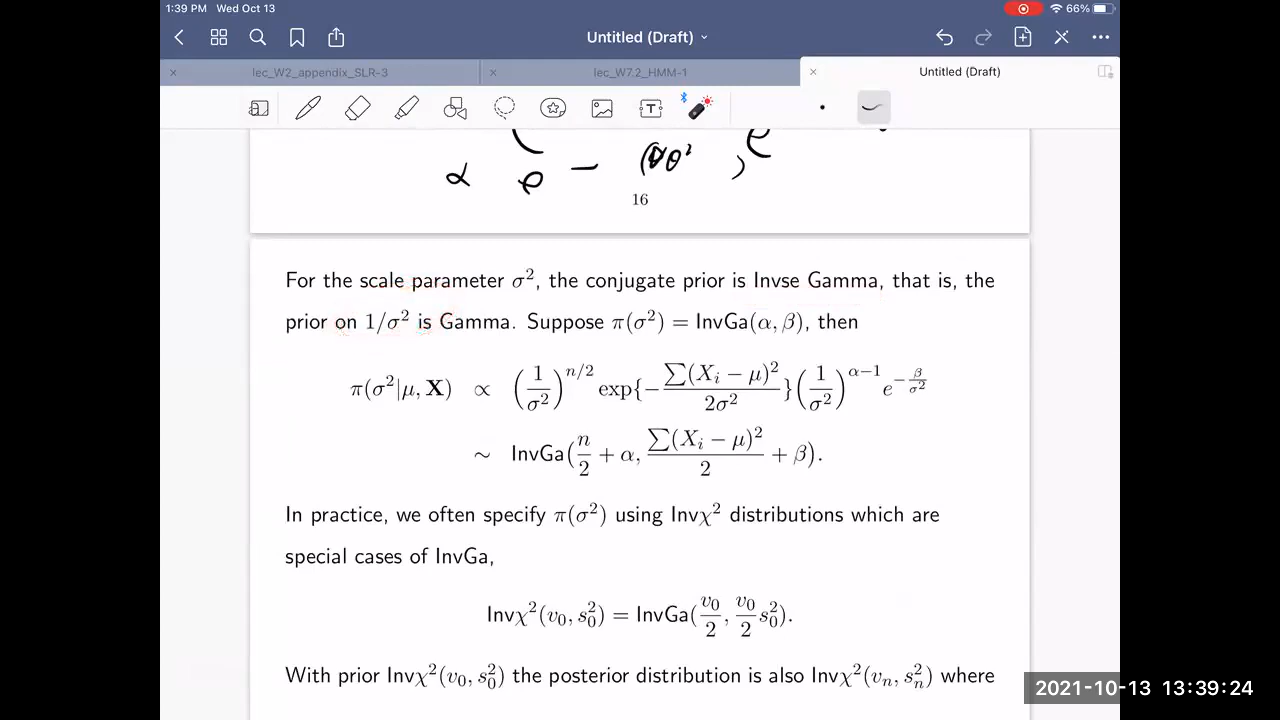 1:39 PM Wed Oct 13
66%
Untitled (Draft)
lec_W2_appendix_SLR-3
lec_W7.2_HMM-1
Untitled (Draft)
16
For the scale parameter σ², the conjugate prior is Invse Gamma, that is, the
prior on 1/σ² is Gamma. Suppose π(σ²) = InvGa(α, β), then
π(σ²|μ, X) ∝ (1/σ²)^{n/2} exp{−∑(X_i − μ)²/2σ²}(1/σ²)^{α−1} e^{−β/σ²}
∼ InvGa(n/2 + α, ∑(X_i − μ)²/2 + β).
In practice, we often specify π(σ²) using Invχ² distributions which are
special cases of InvGa,
Invχ²(v₀, s₀²) = InvGa(v₀/2, v₀/2 s₀²).
With prior Invχ²(v₀, s₀²) the posterior distribution is also Invχ²(v_n, s_n²) where
2021-10-13 13:39:24